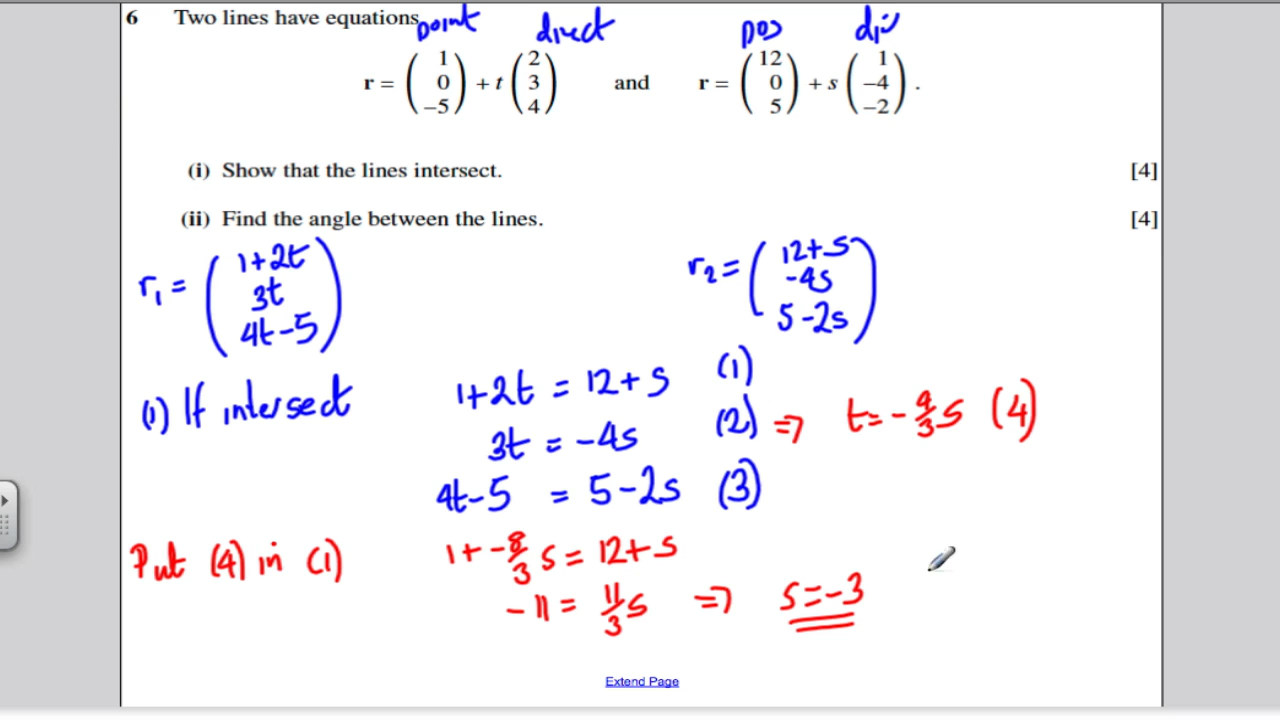 6 Two lines have equations
point direct pos dir
r = ( 1 0 –5 ) + t ( 2 3 4 ) and r = ( 12 0 5 ) + s ( 1 –4 –2 ) .
(i) Show that the lines intersect. [4]
(ii) Find the angle between the lines. [4]
r₁ = ( 1+2t 3t 4t-5 ) r₂ = ( 12+s -4s 5-2s )
(1) If intersect 1+2t = 12+s (1)
3t = -4s (2) => t = -4/3 s (4)
4t-5 = 5-2s (3)
Put (4) in (1) 1+ -8/3 s = 12+s
-11 = 11/3 s => s=-3
Extend Page